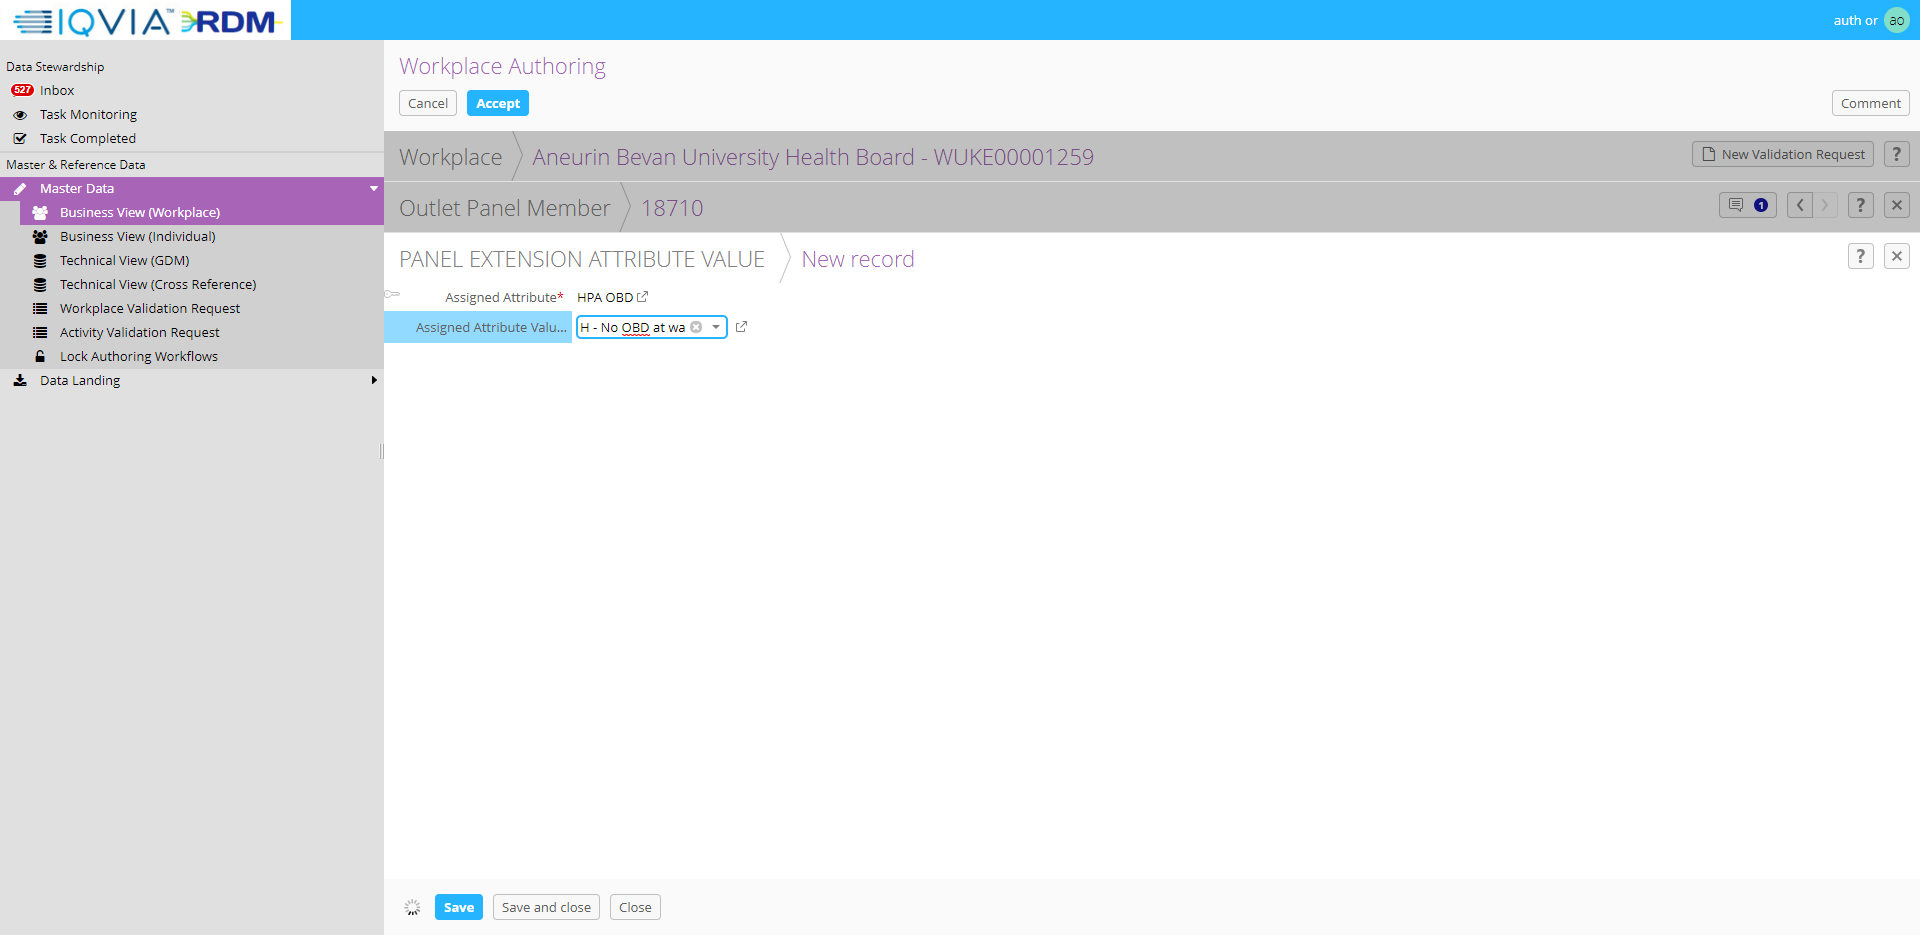 IQVIA™ RDM
auth or ao
Data Stewardship
527 Inbox
Task Monitoring
Task Completed
Master & Reference Data
Master Data
Business View (Workplace)
Business View (Individual)
Technical View (GDM)
Technical View (Cross Reference)
Workplace Validation Request
Activity Validation Request
Lock Authoring Workflows
Data Landing
Workplace Authoring
Cancel Accept Comment
Workplace Aneurin Bevan University Health Board - WUKE00001259 New Validation Request ?
Outlet Panel Member 18710 1 ?
PANEL EXTENSION ATTRIBUTE VALUE New record ?
Assigned Attribute* HPA OBD
Assigned Attribute Valu... H - No OBD at wa
Save Save and close Close